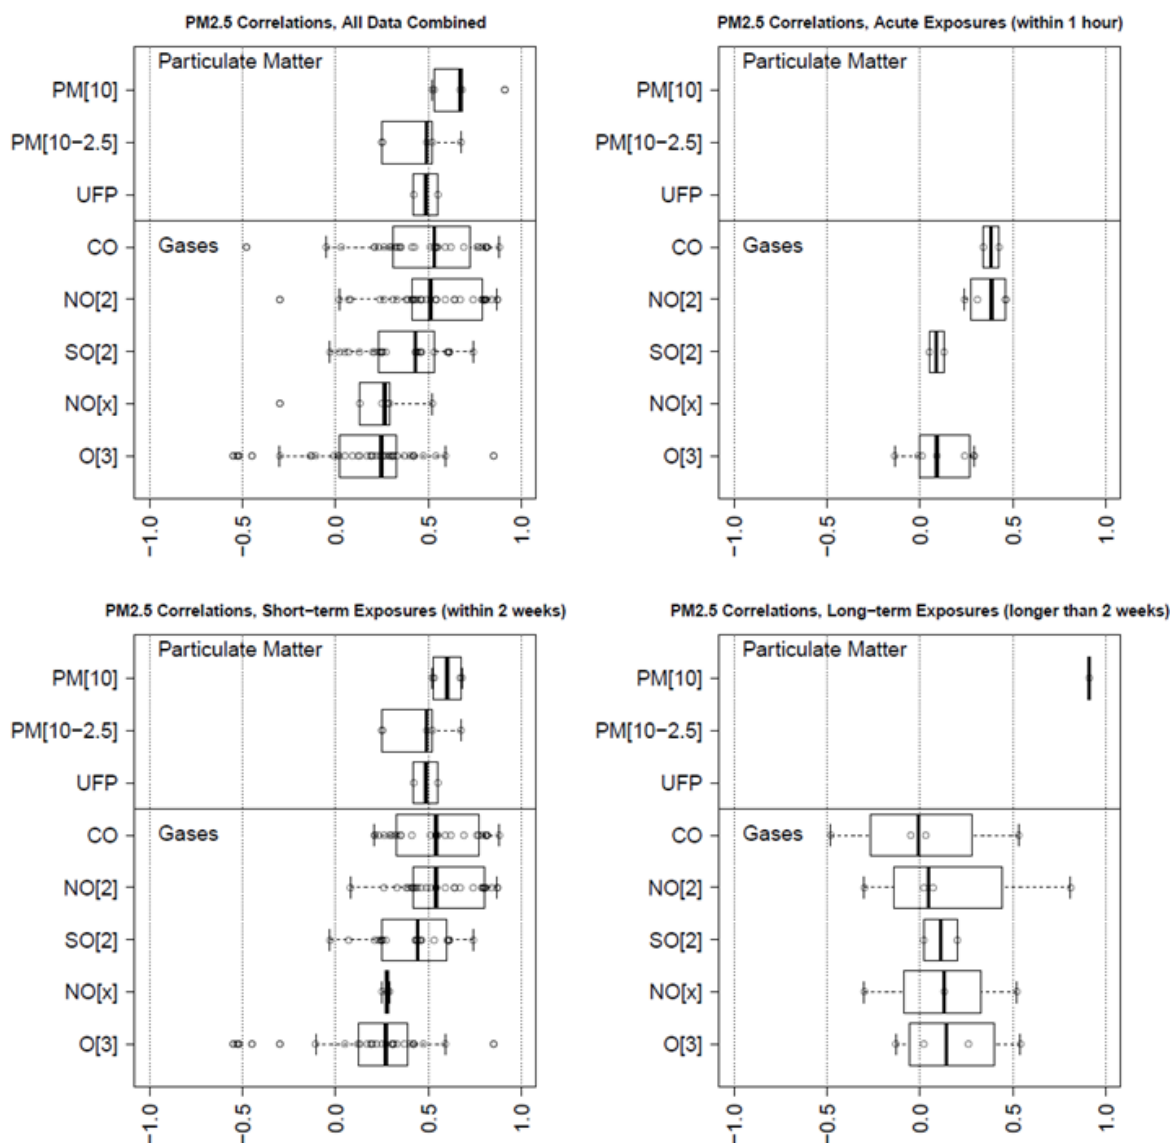 PM2.5 Correlations, All Data Combined
Particulate Matter
PM[10]
PM[10−2.5]
UFP
Gases
CO
NO[2]
SO[2]
NO[x]
O[3]
−1.0
−0.5
0.0
0.5
1.0
PM2.5 Correlations, Acute Exposures (within 1 hour)
Particulate Matter
PM[10]
PM[10−2.5]
UFP
Gases
CO
NO[2]
SO[2]
NO[x]
O[3]
−1.0
−0.5
0.0
0.5
1.0
PM2.5 Correlations, Short−term Exposures (within 2 weeks)
Particulate Matter
PM[10]
PM[10−2.5]
UFP
Gases
CO
NO[2]
SO[2]
NO[x]
O[3]
−1.0
−0.5
0.0
0.5
1.0
PM2.5 Correlations, Long−term Exposures (longer than 2 weeks)
Particulate Matter
PM[10]
PM[10−2.5]
UFP
Gases
CO
NO[2]
SO[2]
NO[x]
O[3]
−1.0
−0.5
0.0
0.5
1.0